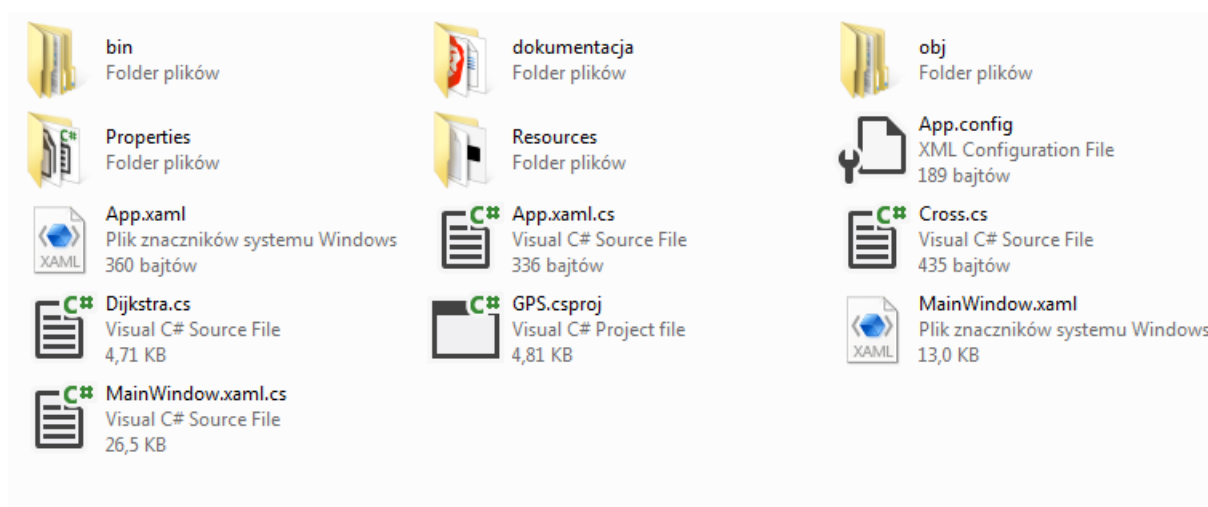 bin
Folder plików
dokumentacja
Folder plików
obj
Folder plików
Properties
Folder plików
Resources
Folder plików
App.config
XML Configuration File
189 bajtów
App.xaml
Plik znaczników systemu Windows
360 bajtów
App.xaml.cs
Visual C# Source File
336 bajtów
Cross.cs
Visual C# Source File
435 bajtów
Dijkstra.cs
Visual C# Source File
4,71 KB
GPS.csproj
Visual C# Project file
4,81 KB
MainWindow.xaml
Plik znaczników systemu Windows
13,0 KB
MainWindow.xaml.cs
Visual C# Source File
26,5 KB